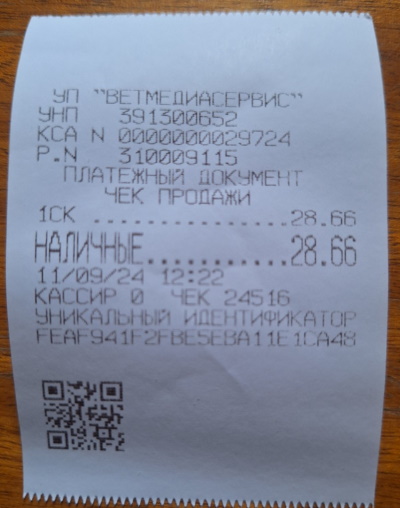 УП "ВЕТМЕДИАСЕРВИС"
УНП 391300652
КСА N 0000000029724
Р.N 310009115
ПЛАТЕЖНЫЙ ДОКУМЕНТ
ЧЕК ПРОДАЖИ
1СК ..................28.66
НАЛИЧНЫЕ............28.66
11/09/24 12:22
КАССИР 0 ЧЕК 24516
УНИКАЛЬНЫЙ ИДЕНТИФИКАТОР
FEAF941F2FBE5EBA11E1CA48